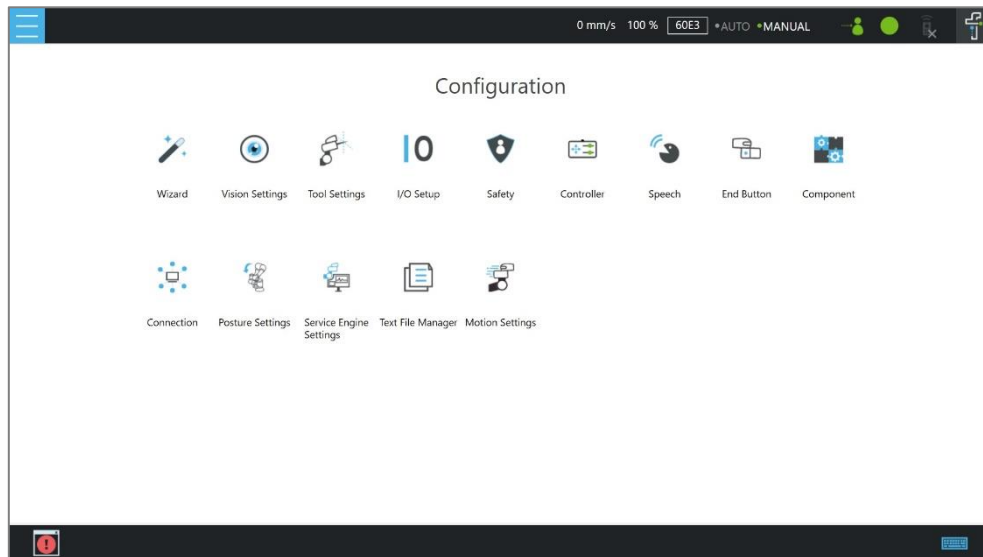 0 mm/s 100 % 60E3 •AUTO •MANUAL
Configuration
IO
Wizard Vision Settings Tool Settings I/O Setup Safety Controller Speech End Button Component
Connection Posture Settings Service Engine Settings Text File Manager Motion Settings